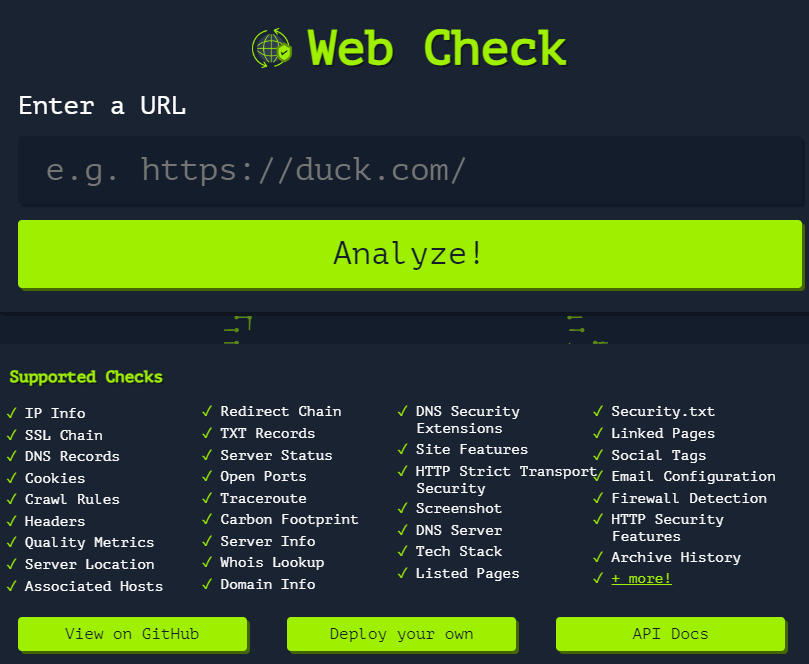 Web Check
Enter a URL
e.g. https://duck.com/
Analyze!
Supported Checks
✓ IP Info
✓ SSL Chain
✓ DNS Records
✓ Cookies
✓ Crawl Rules
✓ Headers
✓ Quality Metrics
✓ Server Location
✓ Associated Hosts
✓ Redirect Chain
✓ TXT Records
✓ Server Status
✓ Open Ports
✓ Traceroute
✓ Carbon Footprint
✓ Server Info
✓ Whois Lookup
✓ Domain Info
✓ DNS Security
Extensions
✓ Site Features
✓ HTTP Strict Transport
Security
✓ Screenshot
✓ DNS Server
✓ Tech Stack
✓ Listed Pages
✓ Security.txt
✓ Linked Pages
✓ Social Tags
✓ Email Configuration
✓ Firewall Detection
✓ HTTP Security
Features
✓ Archive History
✓ + more!
View on GitHub
Deploy your own
API Docs